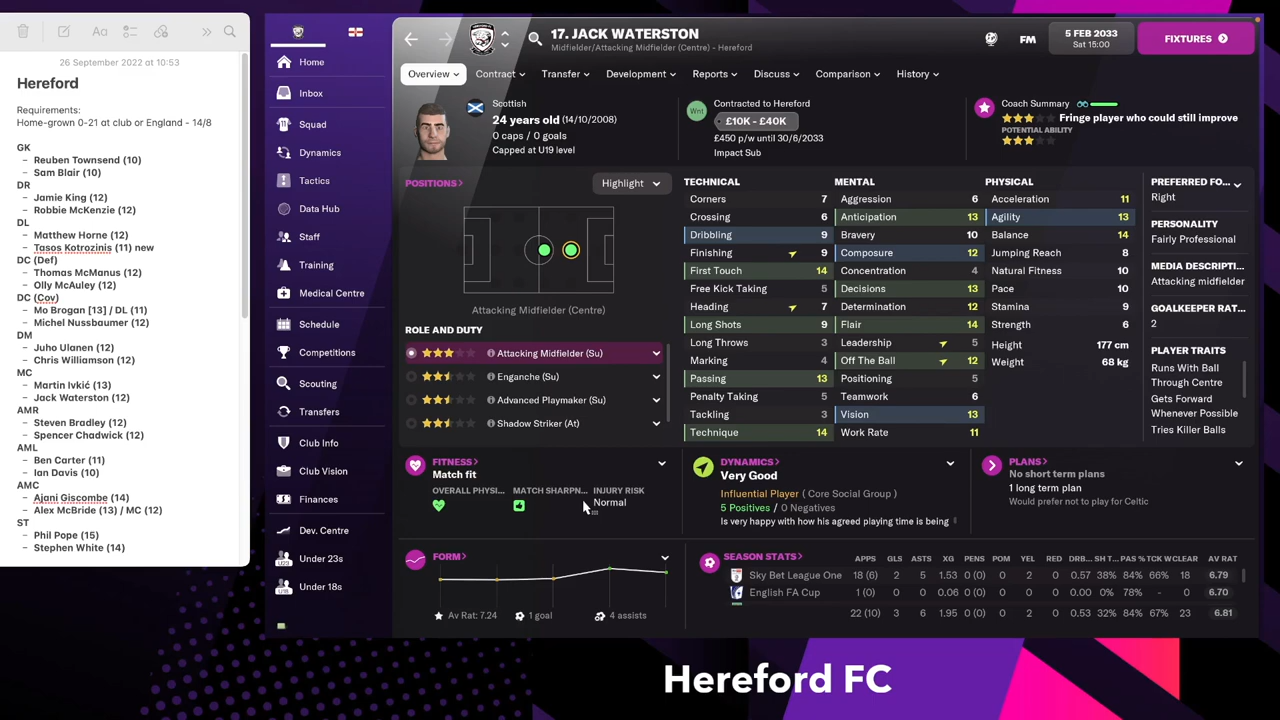 26 September 2022 at 10:53
Hereford
Requirements:
Home-grown 0-21 at club or England - 14/8
GK
– Reuben Townsend (10)
– Sam Blair (10)
DR
– Jamie King (12)
– Robbie McKenzie (12)
DL
– Matthew Horne (12)
– Tasos Kotrozinis (11) new
DC (Def)
– Thomas McManus (12)
– Olly McAuley (12)
DC (Cov)
– Mo Brogan [13] / DL (11)
– Michel Nussbaumer (12)
DM
– Juho Ulanen (12)
– Chris Williamson (12)
MC
– Martin Ivkić (13)
– Jack Waterston (12)
AMR
– Steven Bradley (12)
– Spencer Chadwick (12)
AML
– Ben Carter (11)
– Ian Davis (10)
AMC
– Ajani Giscombe (14)
– Alex McBride (13) / MC (12)
ST
– Phil Pope (15)
– Stephen White (14)
Home
Inbox
Squad
Dynamics
Tactics
Data Hub
Staff
Training
Medical Centre
Schedule
Competitions
Scouting
Transfers
Club Info
Club Vision
Finances
Dev. Centre
Under 23s
Under 18s
17. JACK WATERSTON
Midfielder/Attacking Midfielder (Centre) - Hereford
FM
5 FEB 2033
Sat 15:00
FIXTURES
Overview Contract Transfer Development Reports Discuss Comparison History
Scottish
24 years old (14/10/2008)
0 caps / 0 goals
Capped at U19 level
Wnt
Contracted to Hereford
£10K - £40K
£450 p/w until 30/6/2033
Impact Sub
Coach Summary
Fringe player who could still improve
POTENTIAL ABILITY
POSITIONS
Highlight
Attacking Midfielder (Centre)
ROLE AND DUTY
Attacking Midfielder (Su)
Enganche (Su)
Advanced Playmaker (Su)
Shadow Striker (At)
TECHNICAL
Corners 7
Crossing 6
Dribbling 9
Finishing 9
First Touch 14
Free Kick Taking 5
Heading 7
Long Shots 9
Long Throws 3
Marking 4
Passing 13
Penalty Taking 5
Tackling 3
Technique 14
MENTAL
Aggression 6
Anticipation 13
Bravery 10
Composure 12
Concentration 4
Decisions 13
Determination 12
Flair 14
Leadership 5
Off The Ball 12
Positioning 5
Teamwork 6
Vision 13
Work Rate 11
PHYSICAL
Acceleration 11
Agility 13
Balance 14
Jumping Reach 8
Natural Fitness 10
Pace 10
Stamina 9
Strength 6
Height 177 cm
Weight 68 kg
PREFERRED FO...
Right
PERSONALITY
Fairly Professional
MEDIA DESCRIPTI...
Attacking midfielder
GOALKEEPER RAT...
2
PLAYER TRAITS
Runs With Ball
Through Centre
Gets Forward
Whenever Possible
Tries Killer Balls
FITNESS
Match fit
OVERALL PHYSI... MATCH SHARPN... INJURY RISK
Normal
DYNAMICS
Very Good
Influential Player ( Core Social Group )
5 Positives / 0 Negatives
Is very happy with how his agreed playing time is being
PLANS
No short term plans
1 long term plan
Would prefer not to play for Celtic
FORM
Av Rat: 7.24 1 goal 4 assists
SEASON STATS
APPS GLS ASTS XG PENS POM YEL RED DRB... SH T... PAS % TCK W CLEAR AV RAT
Sky Bet League One 18 (6) 2 5 1.53 0 (0) 0 2 0 0.57 38% 84% 66% 18 6.79
English FA Cup 1 (0) 0 0 0.06 0 (0) 0 0 0 0.00 0% 78% - 0 6.70
22 (10) 3 6 1.95 0 (0) 0 2 0 0.53 32% 84% 67% 23 6.81
Hereford FC